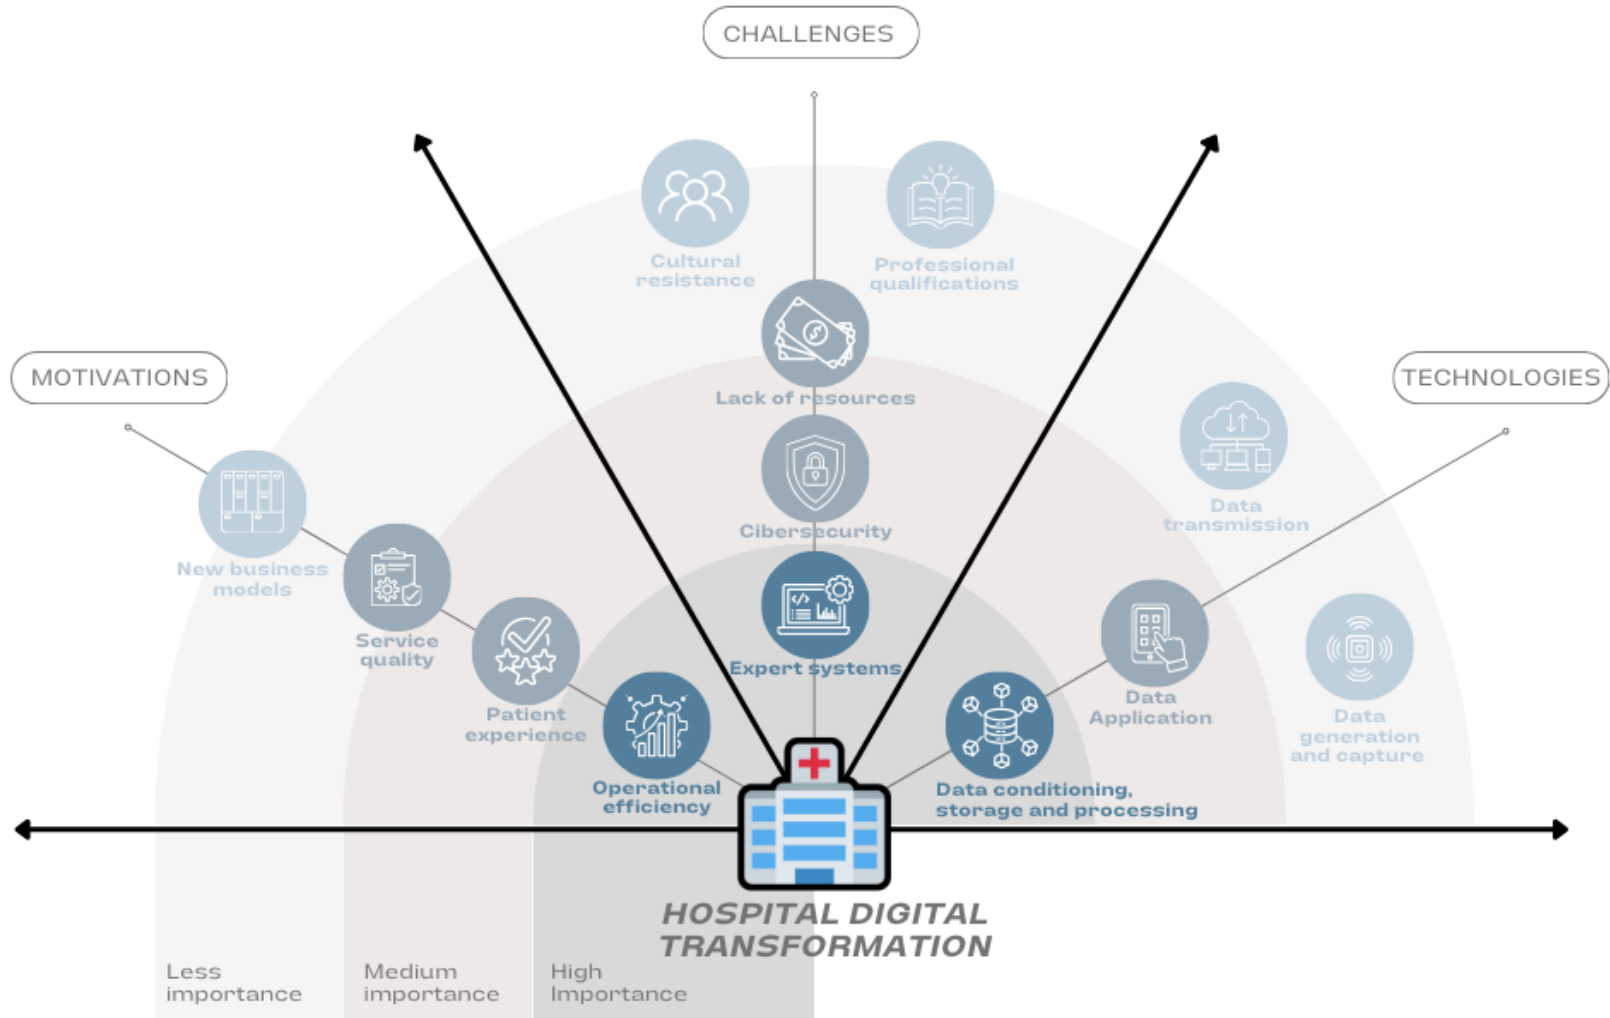 CHALLENGES
Cultural
resistance
Professional
qualifications
Lack of resources
Cibersecurity
Expert systems
MOTIVATIONS
New business
models
Service
quality
Patient
experience
Operational
efficiency
TECHNOLOGIES
Data
transmission
Data
Application
Data
generation
and capture
Data conditioning,
storage and processing
HOSPITAL DIGITAL
TRANSFORMATION
Less
importance
Medium
importance
High
Importance